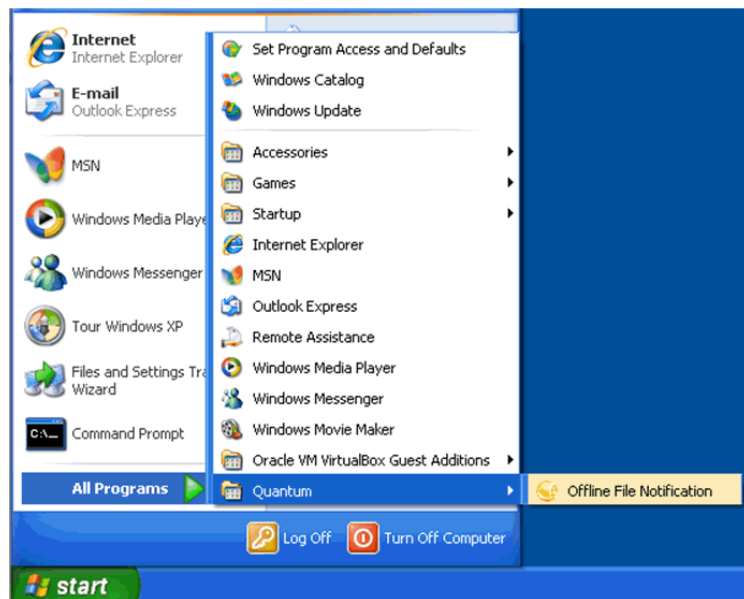 Internet
Internet Explorer
E-mail
Outlook Express
MSN
Windows Media Playe
Windows Messenger
Tour Windows XP
Files and Settings Tra
Wizard
C:\_
Command Prompt
All Programs
Set Program Access and Defaults
Windows Catalog
Windows Update
Accessories
Games
Startup
Internet Explorer
MSN
Outlook Express
Remote Assistance
Windows Media Player
Windows Messenger
Windows Movie Maker
Oracle VM VirtualBox Guest Additions
Quantum
Offline File Notification
Log Off
Turn Off Computer
start